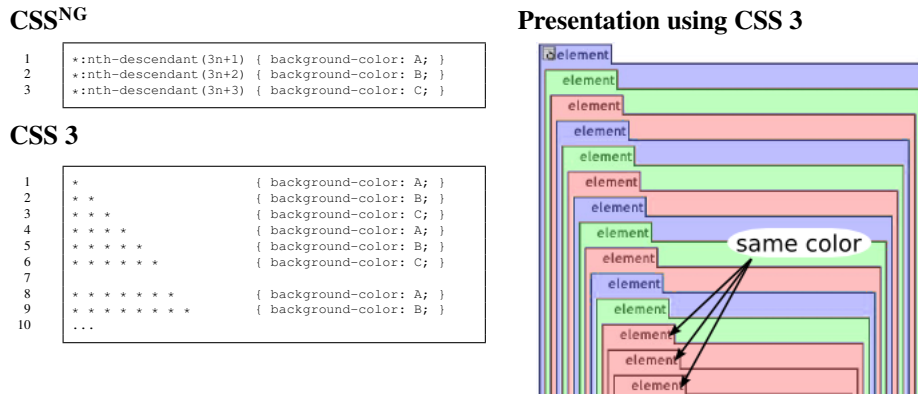 CSSNG
1 *:nth-descendant(3n+1) { background-color: A; }
2 *:nth-descendant(3n+2) { background-color: B; }
3 *:nth-descendant(3n+3) { background-color: C; }
CSS 3
1 * { background-color: A; }
2 * * { background-color: B; }
3 * * * { background-color: C; }
4 * * * * { background-color: A; }
5 * * * * * { background-color: B; }
6 * * * * * * { background-color: C; }
7
8 * * * * * * * { background-color: A; }
9 * * * * * * * * { background-color: B; }
10 ...
Presentation using CSS 3
element
element
element
element
element
element
element
element
same color
element
element
element
element
element
element